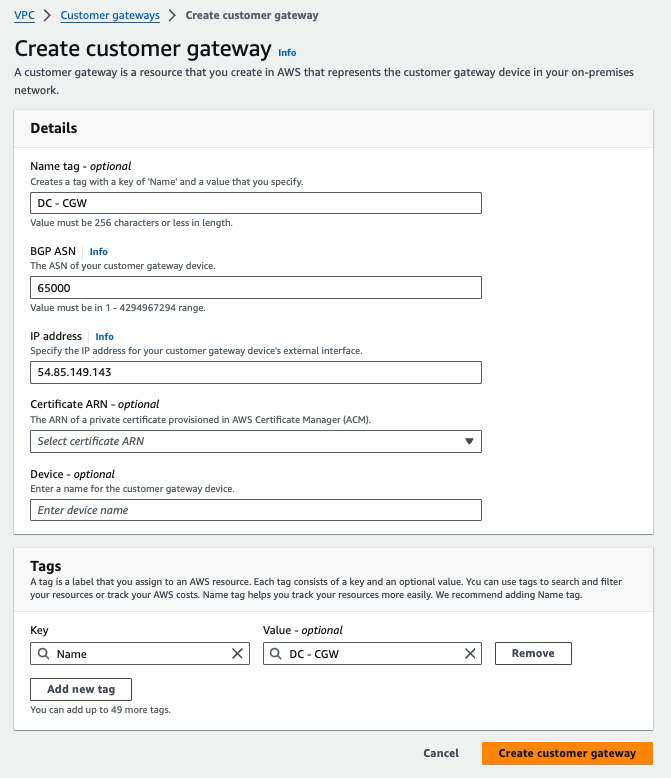 VPC > Customer gateways > Create customer gateway
Create customer gateway Info
A customer gateway is a resource that you create in AWS that represents the customer gateway device in your on-premises
network.
Details
Name tag - optional
Creates a tag with a key of 'Name' and a value that you specify.
DC - CGW
Value must be 256 characters or less in length.
BGP ASN Info
The ASN of your customer gateway device.
65000
Value must be in 1 - 4294967294 range.
IP address Info
Specify the IP address for your customer gateway device's external interface.
54.85.149.143
Certificate ARN - optional
The ARN of a private certificate provisioned in AWS Certificate Manager (ACM).
Select certificate ARN
Device - optional
Enter a name for the customer gateway device.
Enter device name
Tags
A tag is a label that you assign to an AWS resource. Each tag consists of a key and an optional value. You can use tags to search and filter
your resources or track your AWS costs. Name tag helps you track your resources more easily. We recommend adding Name tag.
Key Value - optional
Name DC - CGW Remove
Add new tag
You can add up to 49 more tags.
Cancel Create customer gateway